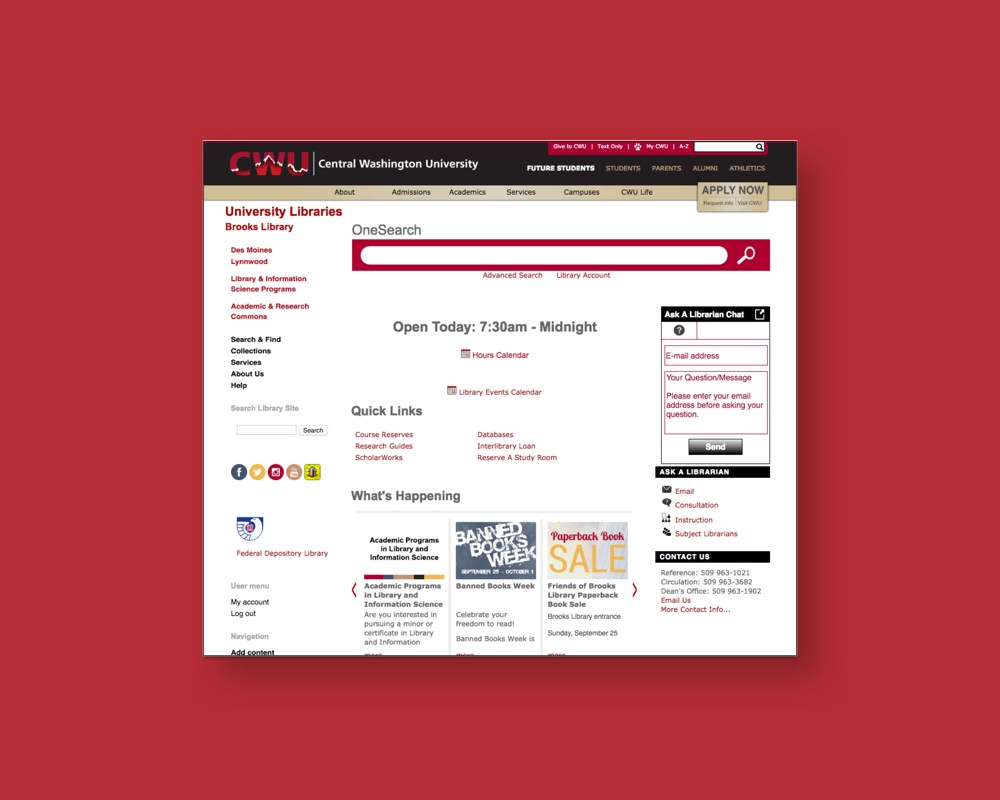 Give to CWU | Text Only | My CWU | A-Z
CWU Central Washington University
FUTURE STUDENTS STUDENTS PARENTS ALUMNI ATHLETICS
About Admissions Academics Services Campuses CWU Life
APPLY NOW
Request info | Visit CWU
University Libraries
Brooks Library
Des Moines
Lynnwood
Library & Information
Science Programs
Academic & Research
Commons
Search & Find
Collections
Services
About Us
Help
Search Library Site
Search
Federal Depository Library
User menu
My account
Log out
Navigation
Add content
OneSearch
Advanced Search Library Account
Open Today: 7:30am - Midnight
Hours Calendar
Library Events Calendar
Quick Links
Course Reserves Databases
Research Guides Interlibrary Loan
ScholarWorks Reserve A Study Room
What's Happening
Academic Programs
in Library and
Information Science
Academic Programs
in Library and
Information Science
Are you interested in
pursuing a minor or
certificate in Library
and Information
more
BANNED
BOOKS
WEEK
SEPTEMBER 25 - OCTOBER 1
Banned Books Week
Celebrate your
freedom to read!
Banned Books Week is
more
Paperback Book
SALE
Friends of Brooks
Library Paperback
Book Sale
Brooks Library entrance
Sunday, September 25
more
Ask A Librarian Chat
?
E-mail address
Your Question/Message
Please enter your email
address before asking your
question.
Send
ASK A LIBRARIAN
Email
Consultation
Instruction
Subject Librarians
CONTACT US
Reference: 509 963-1021
Circulation: 509 963-3682
Dean's Office: 509 963-1902
Email Us
More Contact Info...